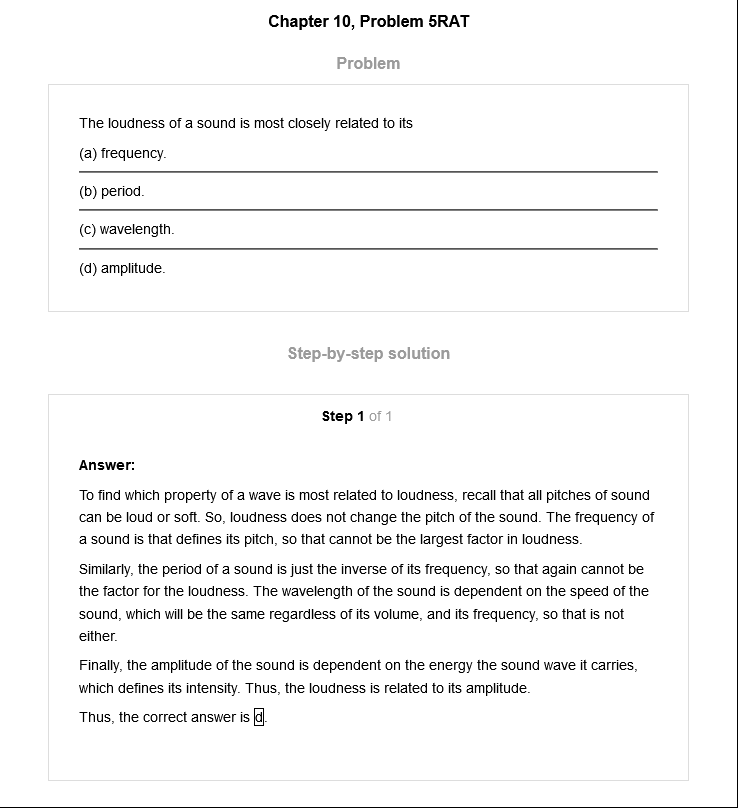 Chapter 10, Problem 5RAT
Problem
The loudness of a sound is most closely related to its
(a) frequency.
(b) period.
(c) wavelength.
(d) amplitude.
Step-by-step solution
Step 1 of 1
Answer:
To find which property of a wave is most related to loudness, recall that all pitches of sound
can be loud or soft. So, loudness does not change the pitch of the sound. The frequency of
a sound is that defines its pitch, so that cannot be the largest factor in loudness.
Similarly, the period of a sound is just the inverse of its frequency, so that again cannot be
the factor for the loudness. The wavelength of the sound is dependent on the speed of the
sound, which will be the same regardless of its volume, and its frequency, so that is not
either.
Finally, the amplitude of the sound is dependent on the energy the sound wave it carries,
which defines its intensity. Thus, the loudness is related to its amplitude.
Thus, the correct answer is d.